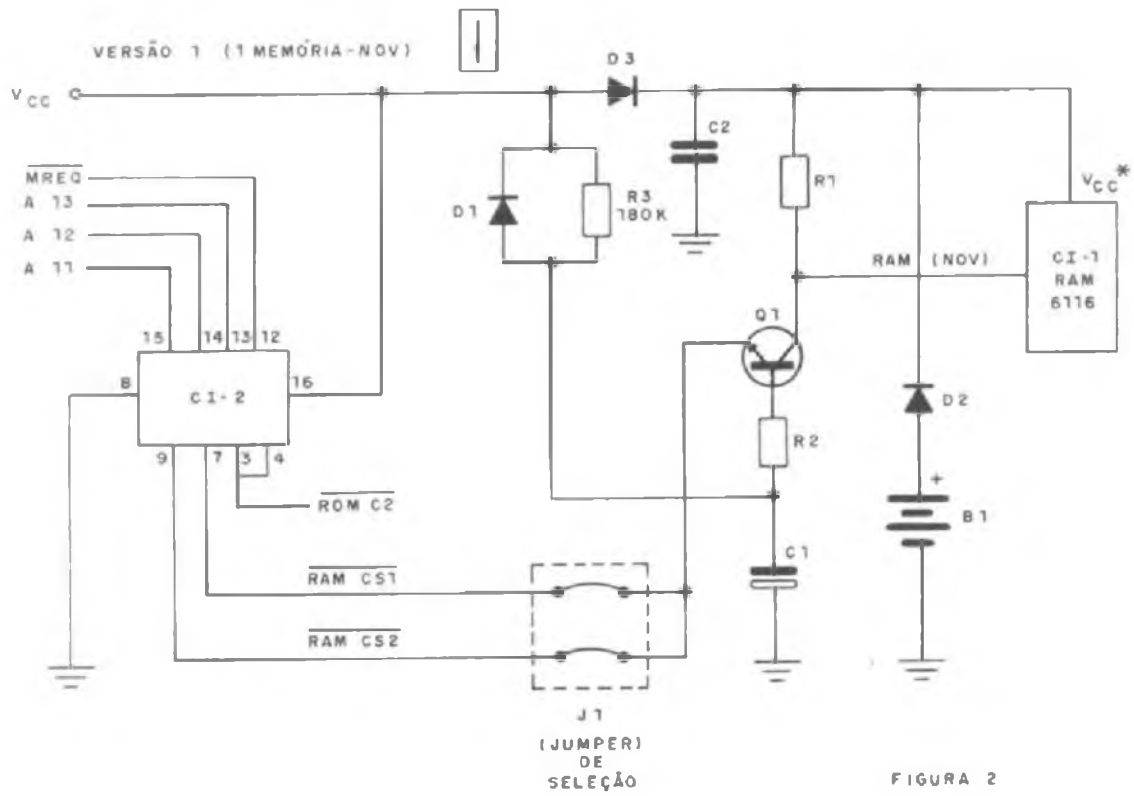 VERSÃO 1 (1 MEMÓRIA-NOV)
D3
VCC
C2
MREQ
A 13
A 12
A 11
D1
R3
180K
R1
VCC*
RAM (NOV)
CI-1
RAM
6116
Q1
15
14
13
12
8
CI-2
16
D2
R2
9
7
3
4
ROM C2
+
B1
C1
RAM CS1
RAM CS2
J1
(JUMPER)
DE
SELEÇÃO
FIGURA 2